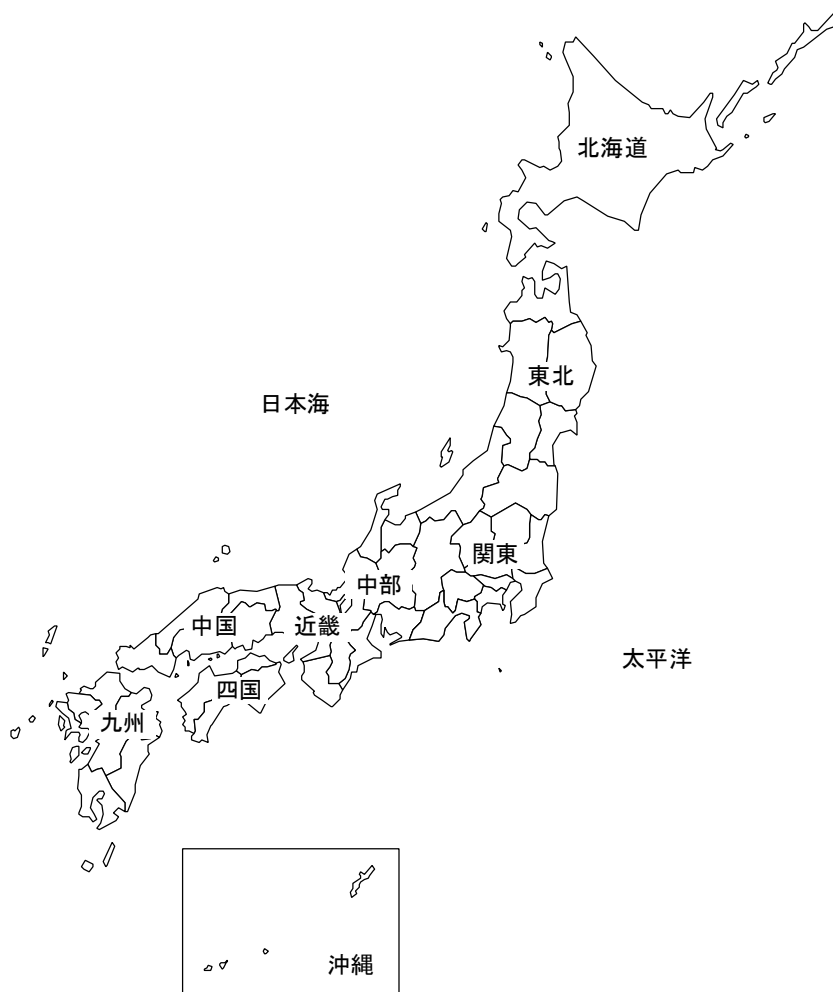 北海道
東北
日本海
関東
中部
中国
近畿
太平洋
四国
九州
沖縄